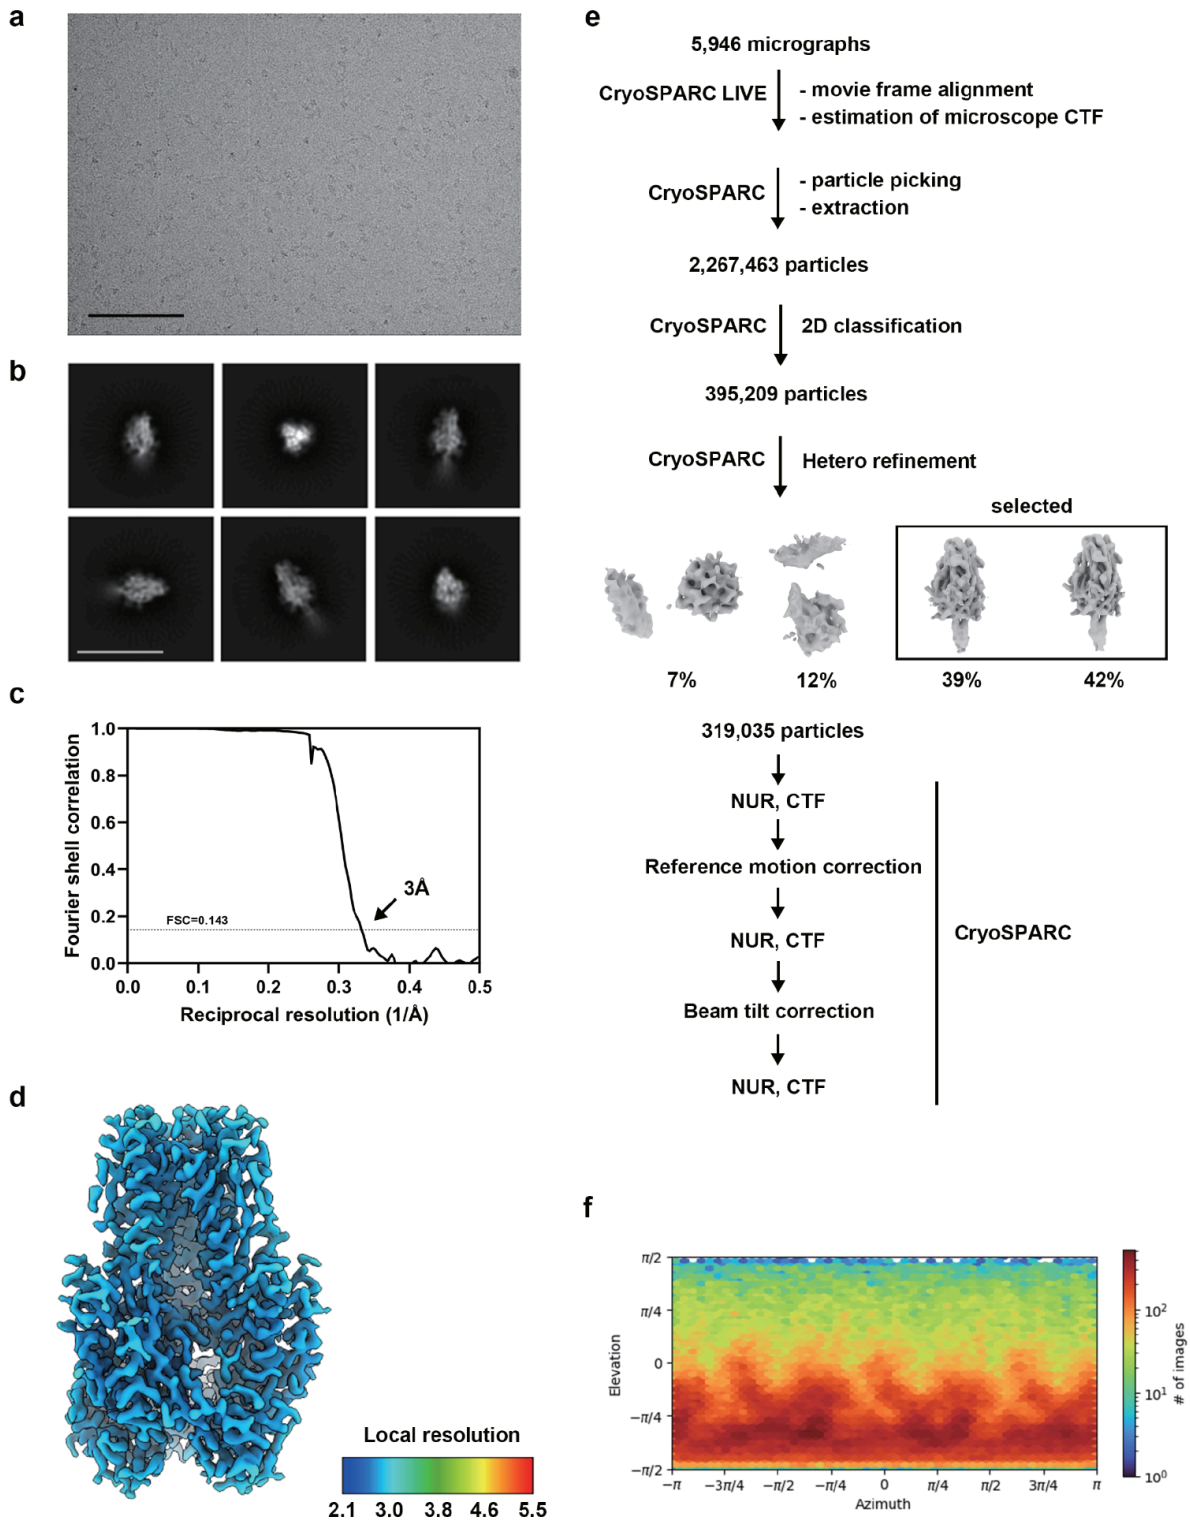 a
b
c
1.0
0.8
0.6
0.4
0.2
0.0
Fourier shell correlation
FSC=0.143
3Å
0.0 0.1 0.2 0.3 0.4 0.5
Reciprocal resolution (1/Å)
d
Local resolution
2.1 3.0 3.8 4.6 5.5
e
5,946 micrographs
CryoSPARC LIVE
- movie frame alignment
- estimation of microscope CTF
CryoSPARC
- particle picking
- extraction
2,267,463 particles
CryoSPARC 2D classification
395,209 particles
CryoSPARC Hetero refinement
selected
7% 12% 39% 42%
319,035 particles
NUR, CTF
Reference motion correction
NUR, CTF
Beam tilt correction
NUR, CTF
CryoSPARC
f
π/2
π/4
0
−π/4
−π/2
Elevation
−π −3π/4 −π/2 −π/4 0 π/4 π/2 3π/4 π
Azimuth
10²
10¹
10⁰
# of images